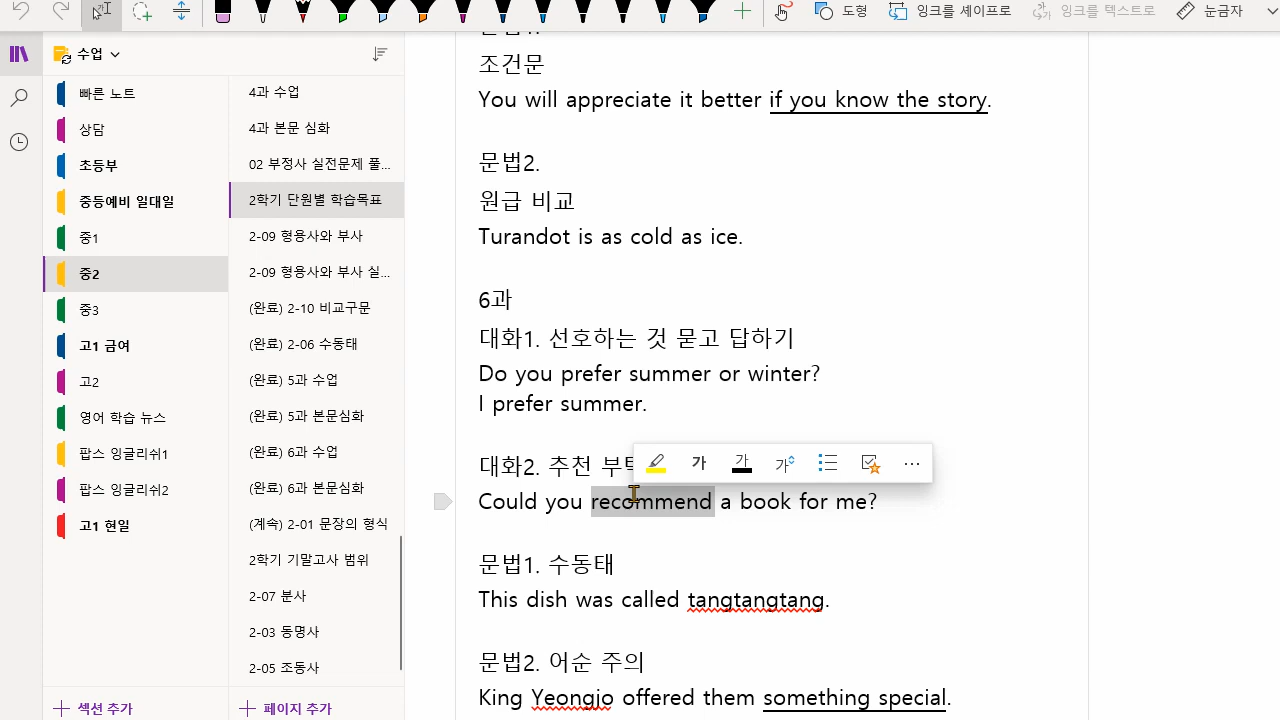 도형
잉크를 셰이프로
잉크를 텍스트로
눈금자
수업
빠른 노트
상담
초등부
중등예비 일대일
중1
중2
중3
고1 금여
고2
영어 학습 뉴스
팝스 잉글리쉬1
팝스 잉글리쉬2
고1 현일
섹션 추가
4과 수업
4과 본문 심화
02 부정사 실전문제 풀...
2학기 단원별 학습목표
2-09 형용사와 부사
2-09 형용사와 부사 실...
(완료) 2-10 비교구문
(완료) 2-06 수동태
(완료) 5과 수업
(완료) 5과 본문심화
(완료) 6과 수업
(완료) 6과 본문심화
(계속) 2-01 문장의 형식
2학기 기말고사 범위
2-07 분사
2-03 동명사
2-05 조동사
페이지 추가
조건문
You will appreciate it better if you know the story.
문법2.
원급 비교
Turandot is as cold as ice.
6과
대화1. 선호하는 것 묻고 답하기
Do you prefer summer or winter?
I prefer summer.
대화2. 추천 부탁
가 가 가
Could you recommend a book for me?
문법1. 수동태
This dish was called tangtangtang.
문법2. 어순 주의
King Yeongjo offered them something special.